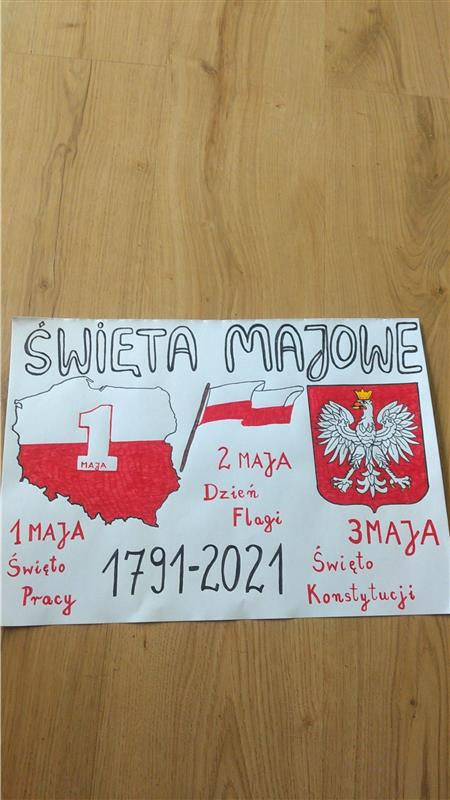 ŚWIĘTA MAJOWE
1
MAJA
1 MAJA
Święto
Pracy
2 MAJA
Dzień
Flagi
1791-2021
3 MAJA
Święto
Konstytucji